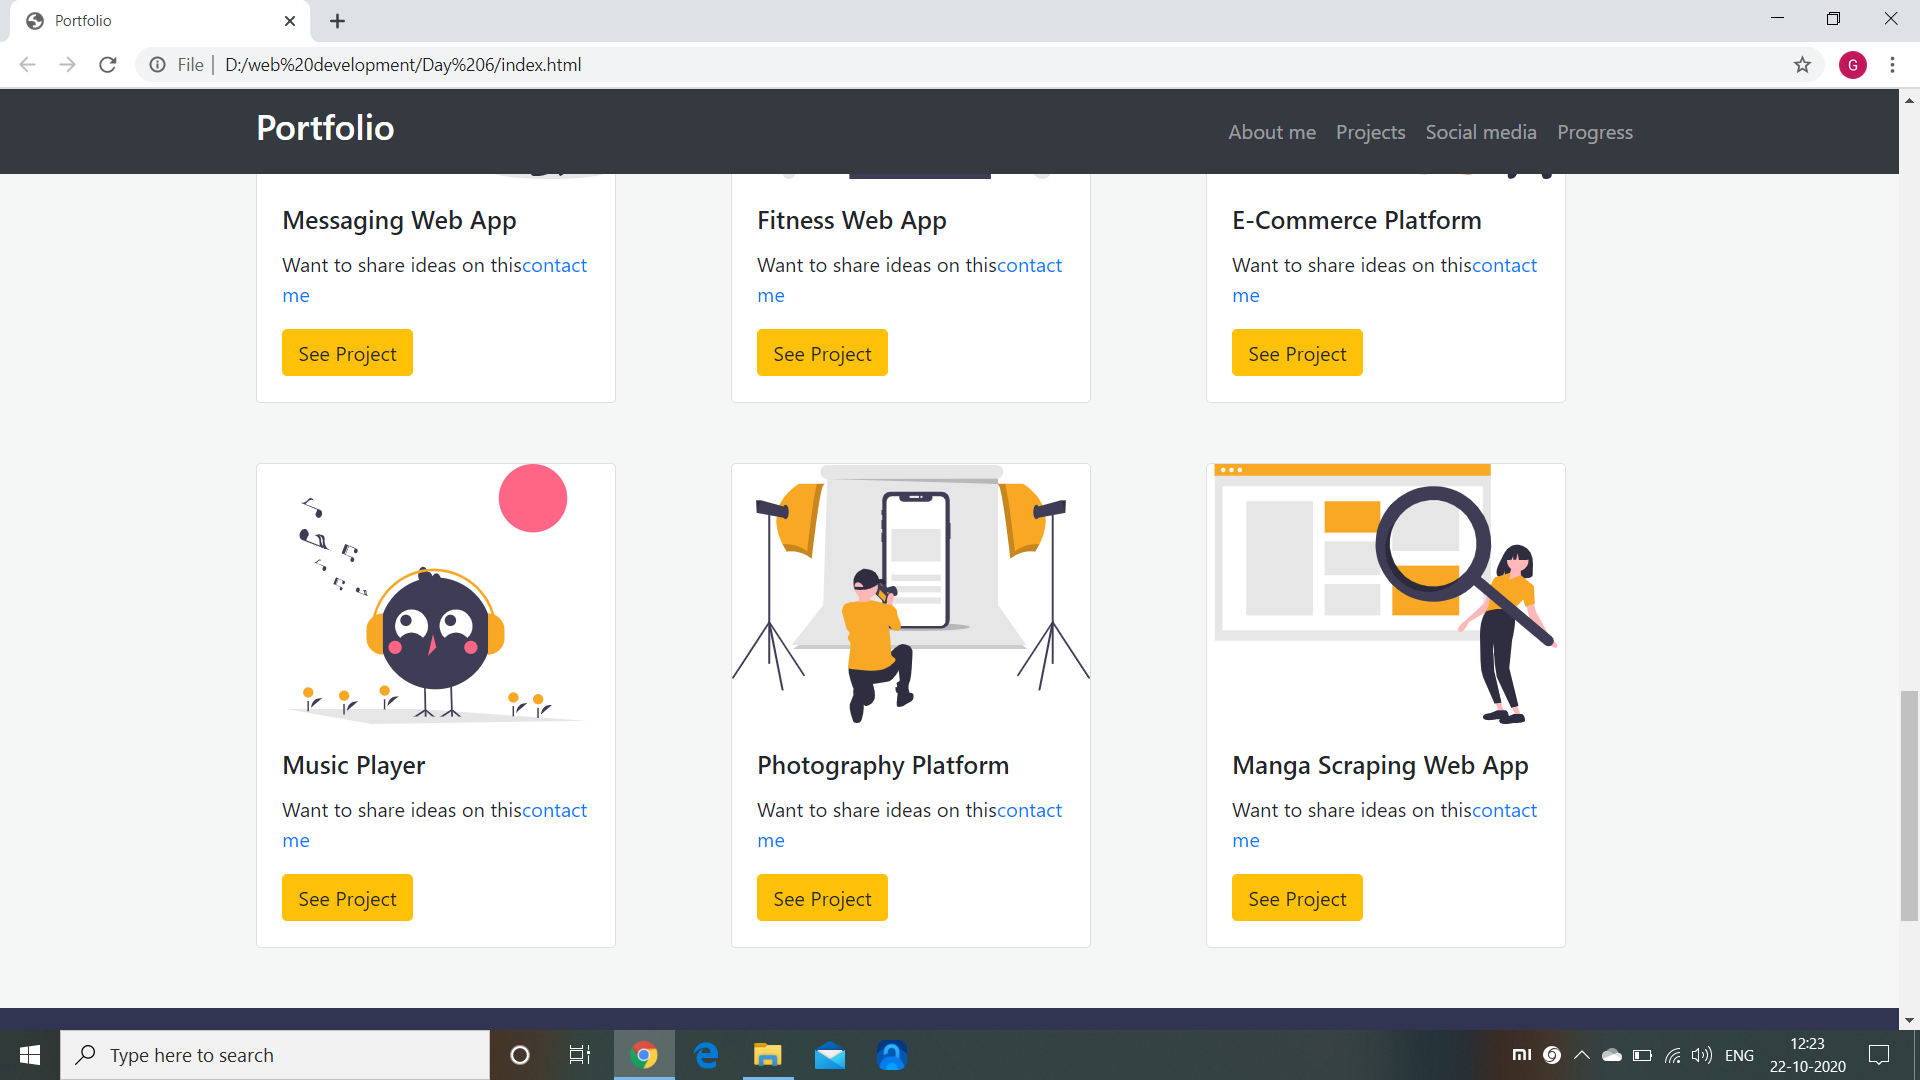 Portfolio
File | D:/web%20development/Day%206/index.html
G
Portfolio
About me Projects Social media Progress
Messaging Web App
Want to share ideas on thiscontact
me
See Project
Fitness Web App
Want to share ideas on thiscontact
me
See Project
E-Commerce Platform
Want to share ideas on thiscontact
me
See Project
Music Player
Want to share ideas on thiscontact
me
See Project
Photography Platform
Want to share ideas on thiscontact
me
See Project
Manga Scraping Web App
Want to share ideas on thiscontact
me
See Project
Type here to search
mi
ENG
12:23
22-10-2020